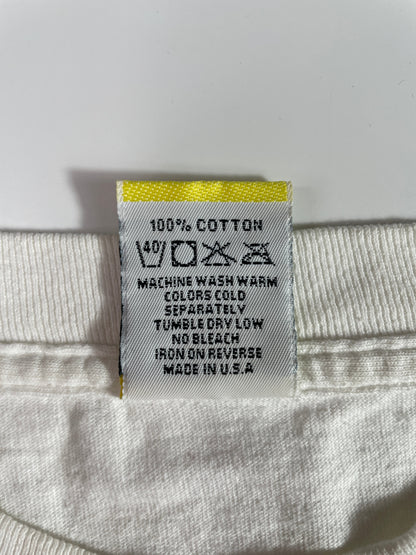 100% COTTON
40°
MACHINE WASH WARM
COLORS COLD
SEPARATELY
TUMBLE DRY LOW
NO BLEACH
IRON ON REVERSE
MADE IN U.S.A